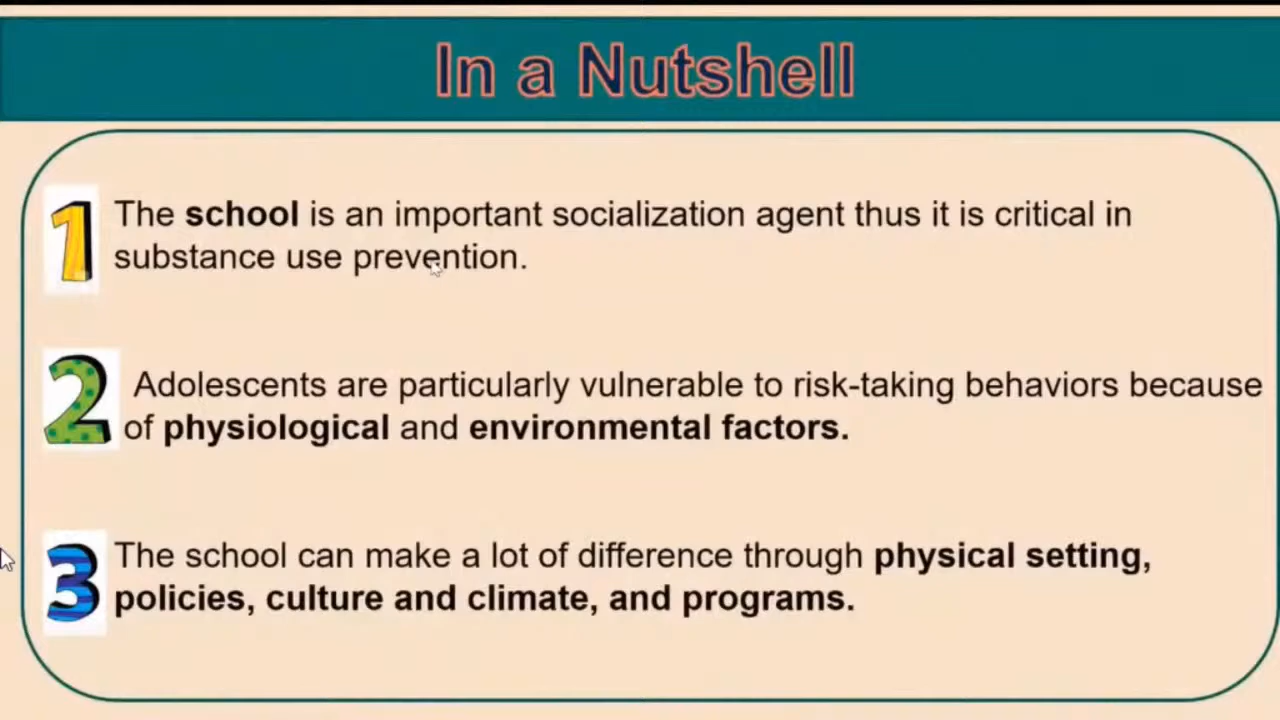 In a Nutshell
1 The school is an important socialization agent thus it is critical in
substance use prevention.
2 Adolescents are particularly vulnerable to risk-taking behaviors because
of physiological and environmental factors.
3 The school can make a lot of difference through physical setting,
policies, culture and climate, and programs.